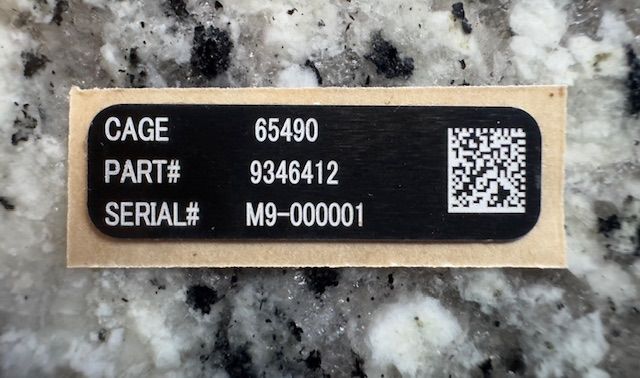 CAGE 65490
PART# 9346412
SERIAL# M9-000001